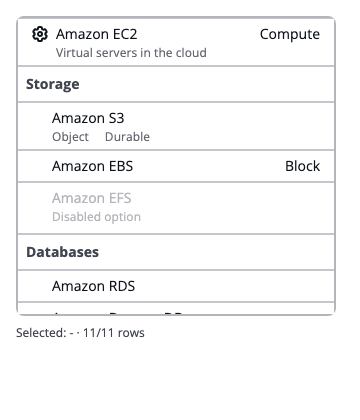 Amazon EC2 Compute
Virtual servers in the cloud
Storage
Amazon S3
Object Durable
Amazon EBS Block
Amazon EFS
Disabled option
Databases
Amazon RDS
Selected: - · 11/11 rows